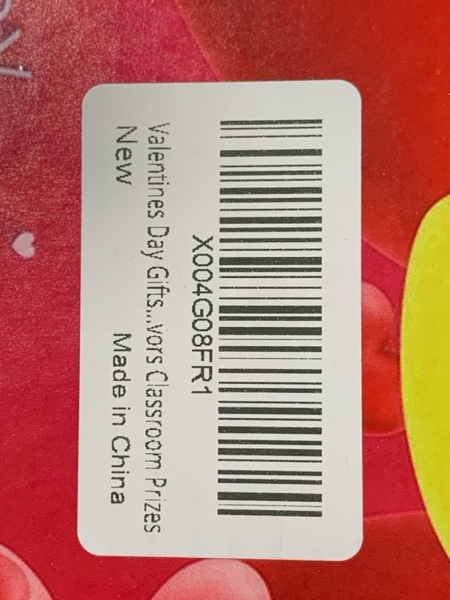 X004G08FR1
Valentines Day Gifts...vors Classroom Prizes
New
Made in China